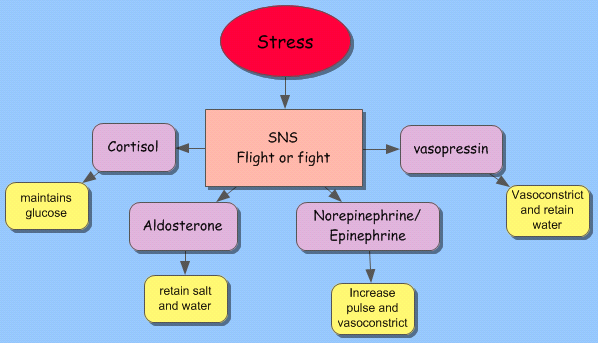 Stress
SNS
Flight or fight
Cortisol
vasopressin
maintains
glucose
Vasoconstrict
and retain
water
Aldosterone
Norepinephrine/
Epinephrine
retain salt
and water
Increase
pulse and
vasoconstrict